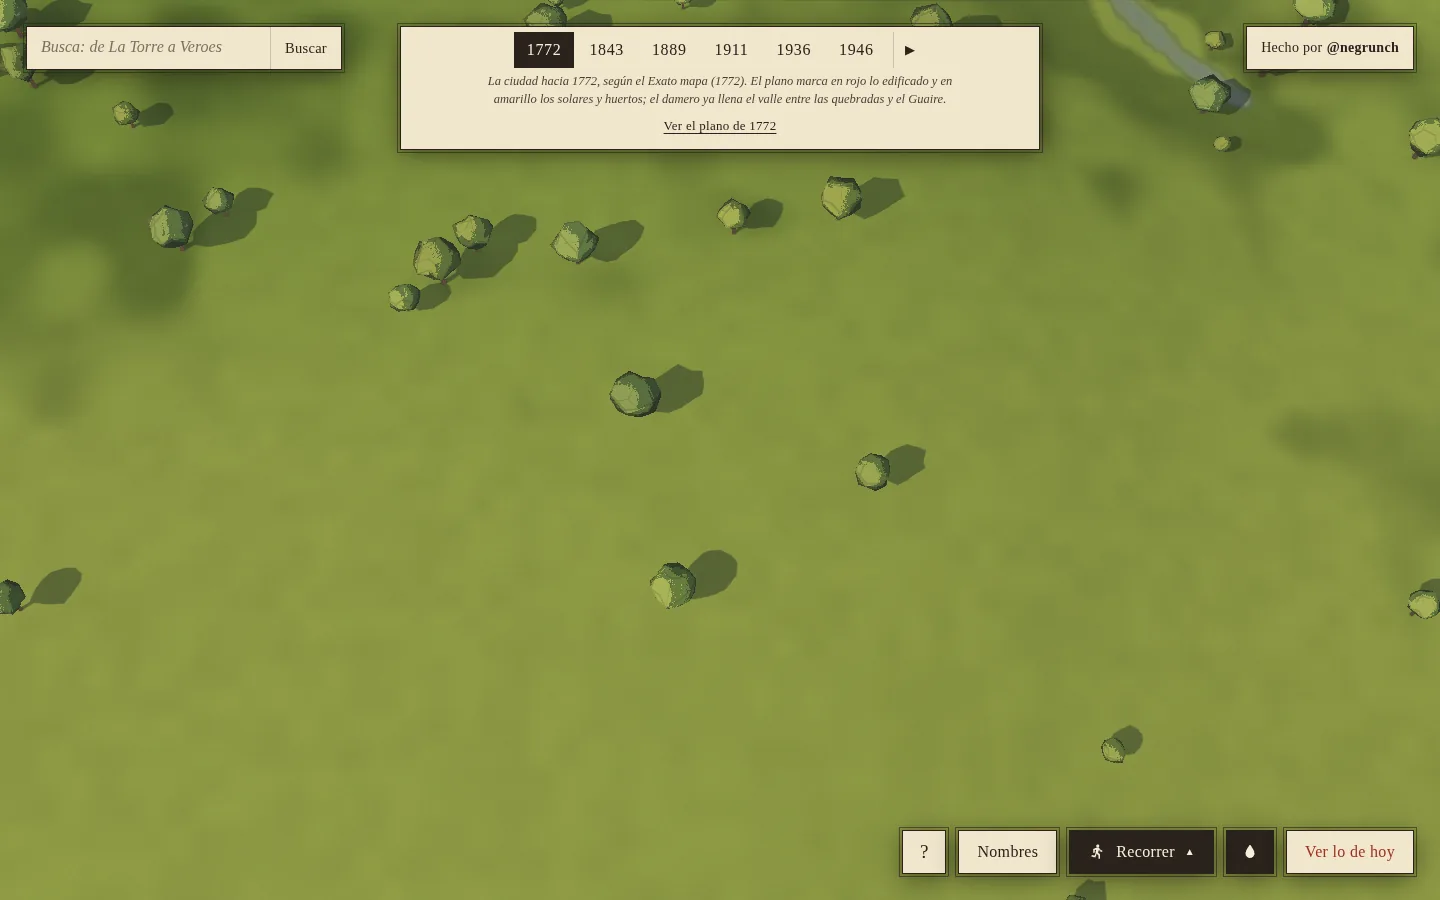 Busca: de La Torre a Veroes
Buscar
1772 1843 1889 1911 1936 1946 ▶
La ciudad hacia 1772, según el Exato mapa (1772). El plano marca en rojo lo edificado y en
amarillo los solares y huertos; el damero ya llena el valle entre las quebradas y el Guaire.
Ver el plano de 1772
Hecho por @negrunch
?
Nombres
Recorrer ▲
Ver lo de hoy